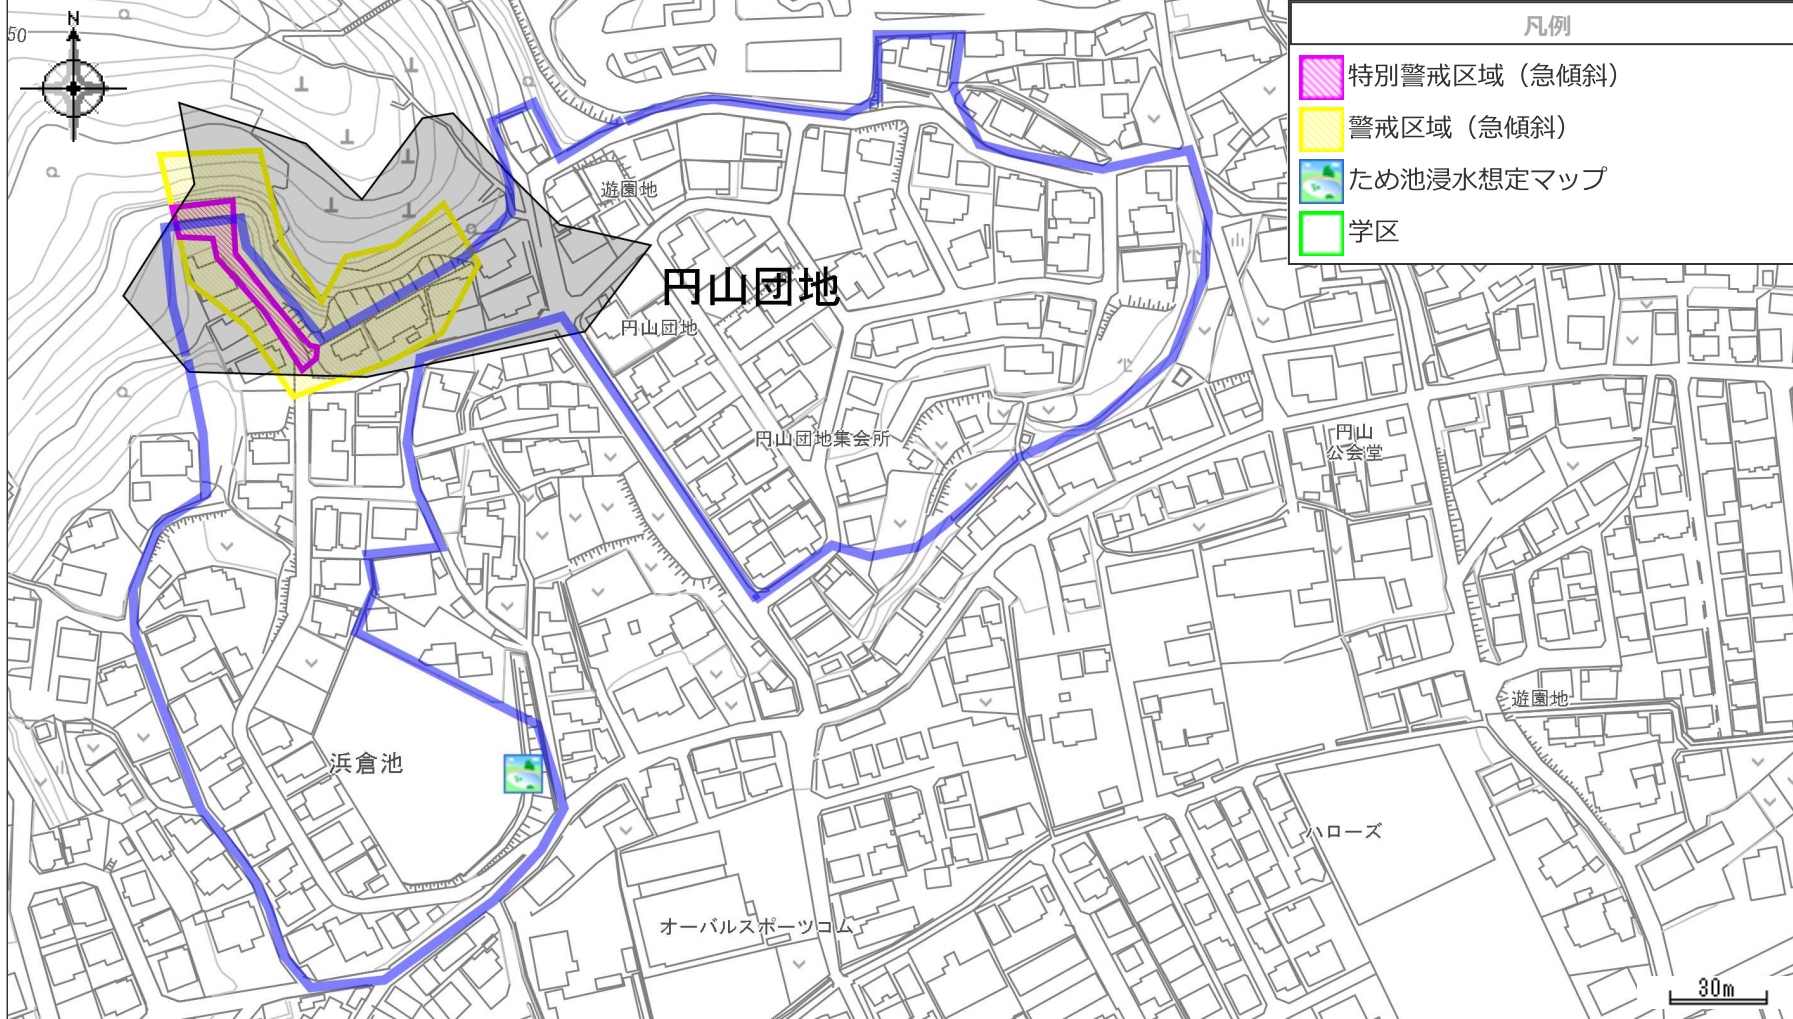 N
50
凡例
特別警戒区域（急傾斜）
警戒区域（急傾斜）
ため池浸水想定マップ
学区
遊園地
円山団地
円山団地
円山団地集会所
円山
公会堂
遊園地
浜倉池
ハローズ
オーバルスポーツコム
30m